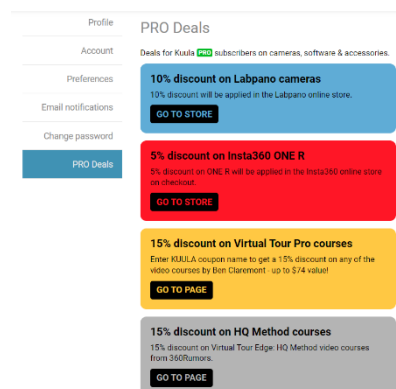 Profile
Account
Preferences
Email notifications
Change password
PRO Deals
PRO Deals
Deals for Kuula PRO subscribers on cameras, software & accessories.
10% discount on Labpano cameras
10% discount will be applied in the Labpano online store.
GO TO STORE
5% discount on Insta360 ONE R
5% discount on ONE R will be applied in the Insta360 online store
on checkout.
GO TO STORE
15% discount on Virtual Tour Pro courses
Enter KUULA coupon name to get a 15% discount on any of the
video courses by Ben Claremont - up to $74 value!
GO TO PAGE
15% discount on HQ Method courses
15% discount on Virtual Tour Edge: HQ Method video courses
from 360Rumors.
GO TO PAGE